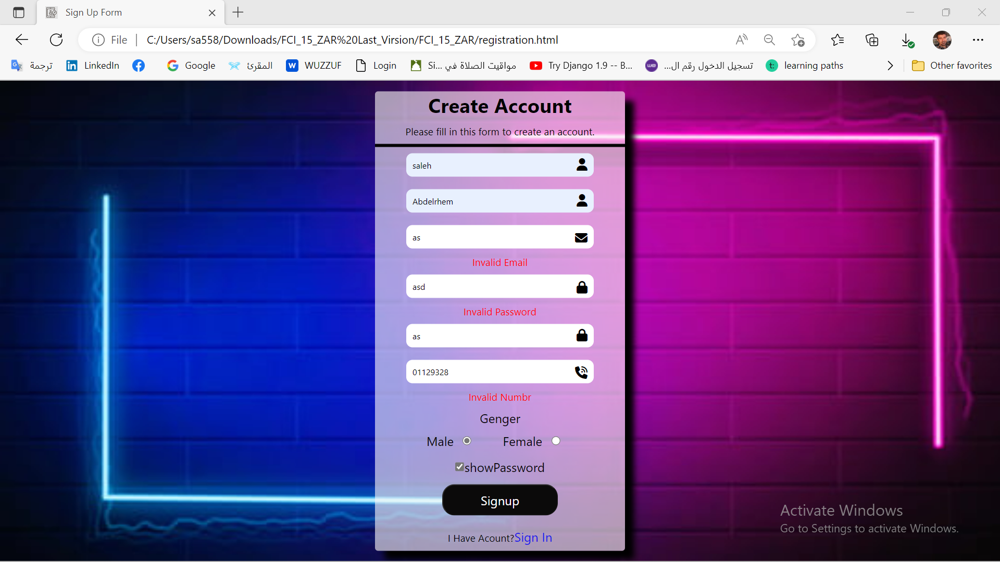 Sign Up Form
File
C:/Users/sa558/Downloads/FCI_15_ZAR%20Last_Virsion/FCI_15_ZAR/registration.html
ترجمة
LinkedIn
Google
المقرئ
WUZZUF
Login
مواقيت الصلاة في Si...
Try Django 1.9 -- B...
تسجيل الدخول رقم ال...
learning paths
Other favorites
Create Account
Please fill in this form to create an account.
saleh
Abdelrhem
as
Invalid Email
asd
Invalid Password
as
01129328
Invalid Numbr
Genger
Male
Female
showPassword
Signup
I Have Acount?Sign In
Activate Windows
Go to Settings to activate Windows.